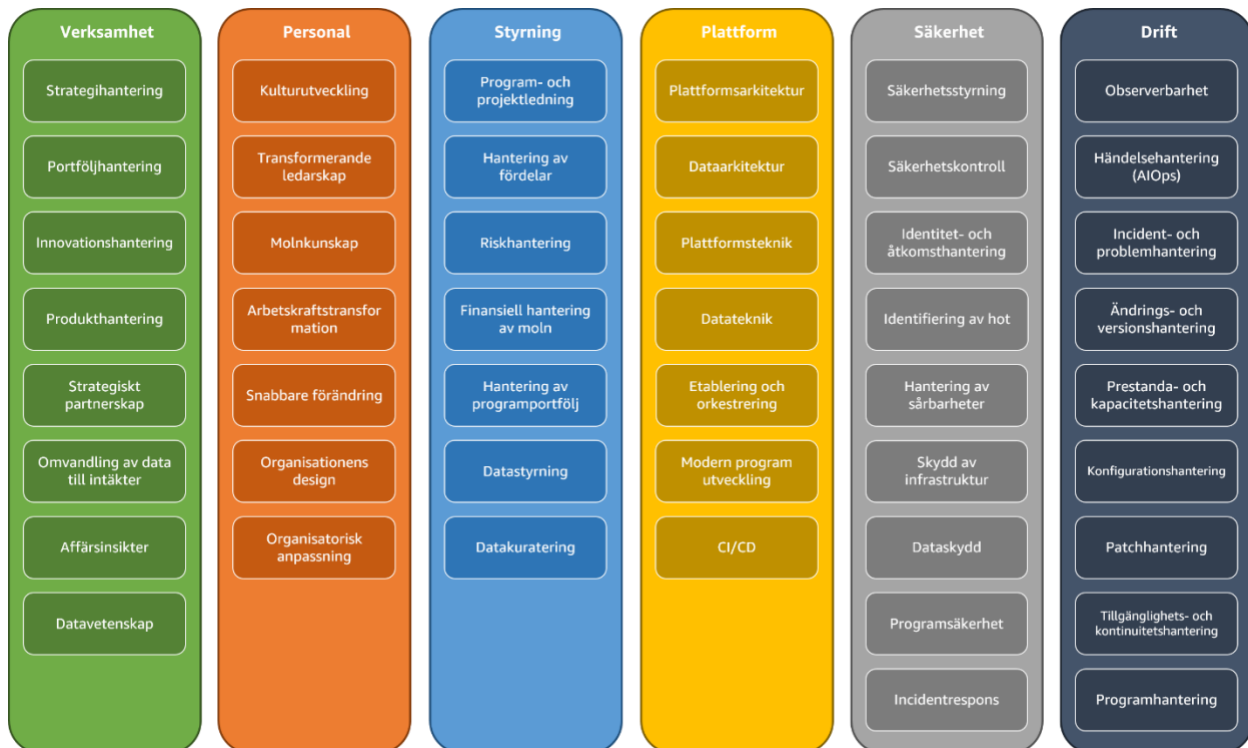 Verksamhet
Strategihantering
Portföljhantering
Innovationshantering
Produkthantering
Strategiskt
partnerskap
Omvandling av data
till intäkter
Affärsinsikter
Datavetenskap
Personal
Kulturutveckling
Transformerande
ledarskap
Molnkunskap
Arbetskraftstransfor
mation
Snabbare förändring
Organisationens
design
Organisatorisk
anpassning
Styrning
Program- och
projektledning
Hantering av
fördelar
Riskhantering
Finansiell hantering
av moln
Hantering av
programportfölj
Datastyrning
Datakuratering
Plattform
Plattformsarkitektur
Dataarkitektur
Plattformsteknik
Datateknik
Etablering och
orkestrering
Modern program
utveckling
CI/CD
Säkerhet
Säkerhetsstyrning
Säkerhetskontroll
Identitet- och
åtkomsthantering
Identifiering av hot
Hantering av
sårbarheter
Skydd av
infrastruktur
Dataskydd
Programsäkerhet
Incidentrespons
Drift
Observerbarhet
Händelsehantering
(AIOps)
Incident- och
problemhantering
Ändrings- och
versionshantering
Prestanda- och
kapacitetshantering
Konfigurationshantering
Patchhantering
Tillgänglighets- och
kontinuitetshantering
Programhantering